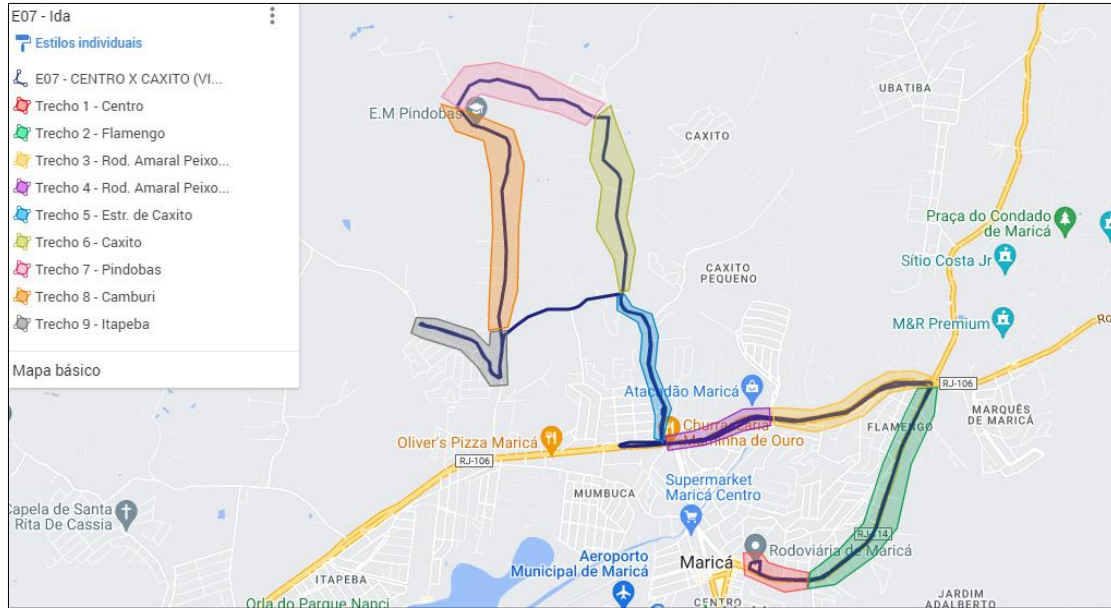 E07 - Ida
Estilos individuais
E07 - CENTRO X CAXITO (VI...
Trecho 1 - Centro
Trecho 2 - Flamengo
Trecho 3 - Rod. Amaral Peixo...
Trecho 4 - Rod. Amaral Peixo...
Trecho 5 - Estr. de Caxito
Trecho 6 - Caxito
Trecho 7 - Pindobas
Trecho 8 - Camburi
Trecho 9 - Itapeba
Mapa básico
UBATIBA
E.M Pindobas
CAXITO
Praça do Condado
de Maricá
Sítio Costa Jr
CAXITO
PEQUENO
M&R Premium
Ro
RJ-106
Atacadão Maricá
MARQUÊS
DE MARICÁ
FLAMENGO
Churrascaria
de Ouro
Oliver's Pizza Maricá
RJ-106
Supermarket
Maricá Centro
MUMBUCA
Capela de Santa
Rita De Cassia
RJ-114
Rodoviária de Maricá
Maricá
Aeroporto
Municipal de Maricá
ITAPEBA
JARDIM
ADALBERTO
CENTRO
Orla do Parque Nanci